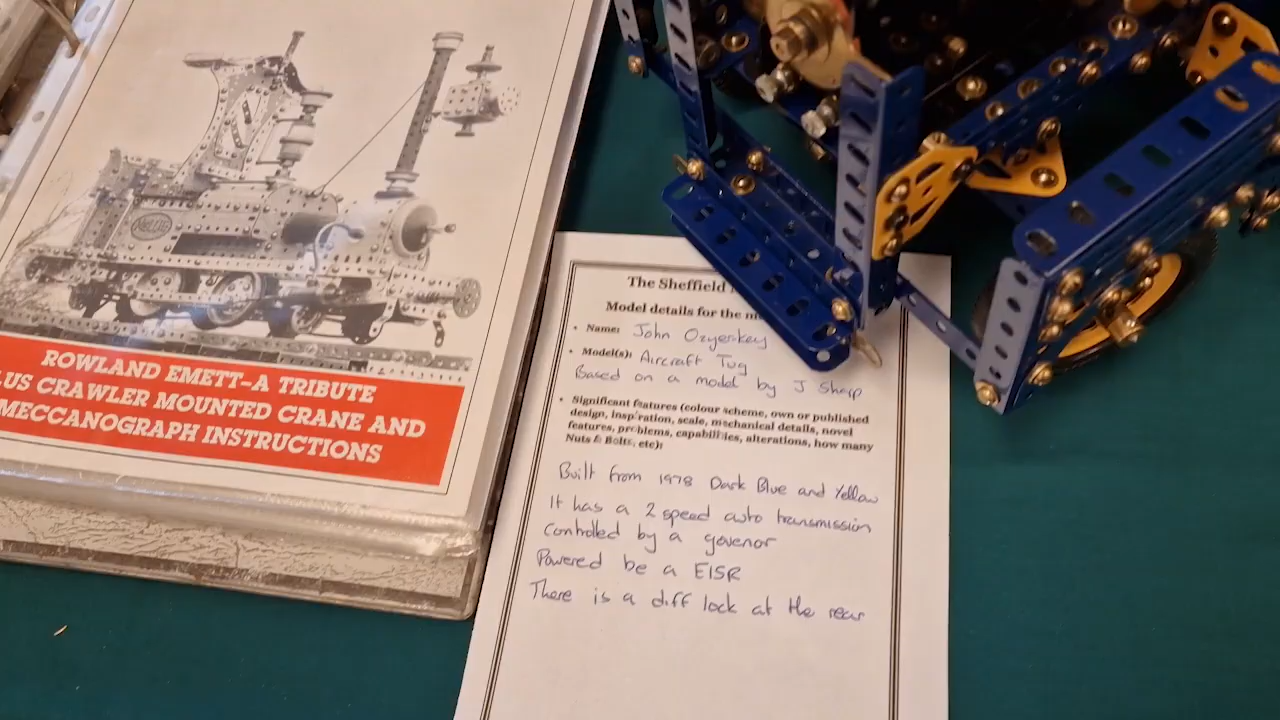 ROWLAND EMETT-A TRIBUTE
LUS CRAWLER MOUNTED CRANE AND
MECCANOGRAPH INSTRUCTIONS
The Sheffield
Model details for the m
• Name: John Ozyerkey
• Model(s): Aircraft Tug
Based on a model by J Sharp
• Significant features (colour scheme, own or published
design, inspiration, scale, mechanical details, novel
features, problems, capabilities, alterations, how many
Nuts & Bolts, etc):
Built from 1978 Dark Blue and Yellow
It has a 2 speed auto transmission
Controlled by a govenor
Powered be a E15R
There is a diff lock at the rear